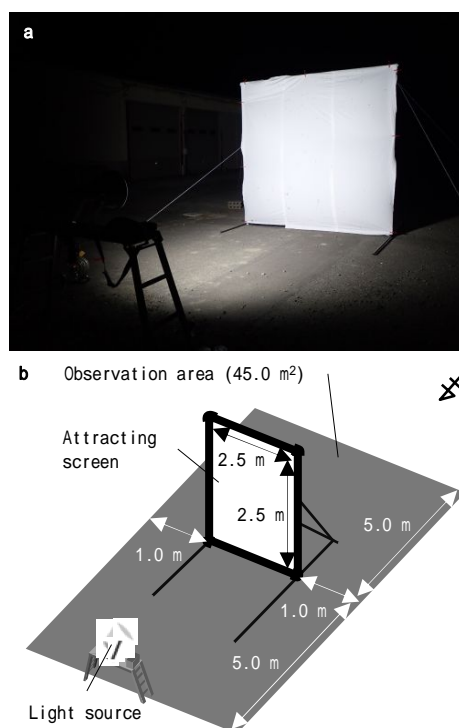 a
b Observation area (45.0 m²)
Attracting
screen
2.5 m
2.5 m
5.0 m
1.0 m
1.0 m
5.0 m
Light source